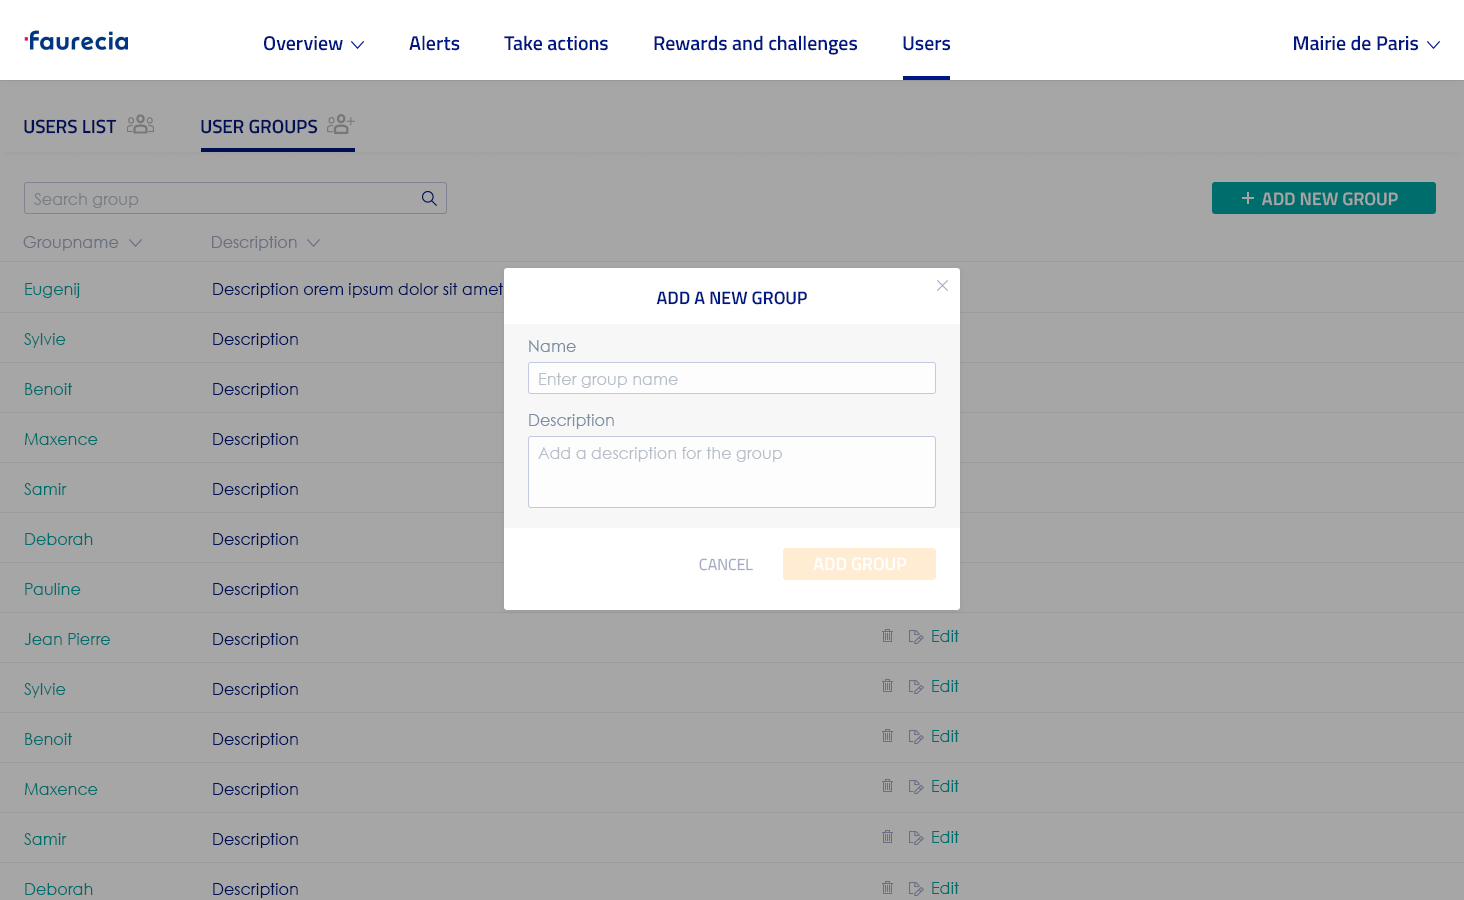 faurecia
Overview
Alerts
Take actions
Rewards and challenges
Users
Mairie de Paris
USERS LIST
USER GROUPS
Search group
+ ADD NEW GROUP
Groupname
Description
Eugenij
Description orem ipsum dolor sit amet
Sylvie
Description
Benoit
Description
Maxence
Description
Samir
Description
Deborah
Description
Pauline
Description
ADD A NEW GROUP
Name
Enter group name
Description
Add a description for the group
CANCEL
ADD GROUP
Jean Pierre
Description
Edit
Sylvie
Description
Edit
Benoit
Description
Edit
Maxence
Description
Edit
Samir
Description
Edit
Deborah
Description
Edit